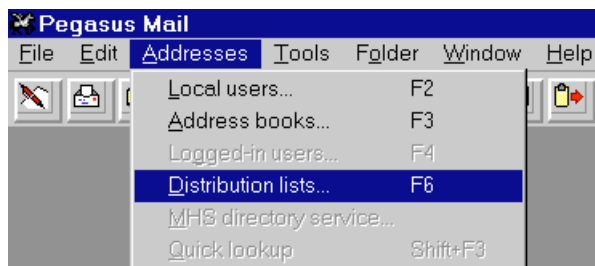 Pegasus Mail
File Edit Addresses Tools Folder Window Help
Local users... F2
Address books... F3
Logged-in users... F4
Distribution lists... F6
MHS directory service...
Quick lookup Shift+F3